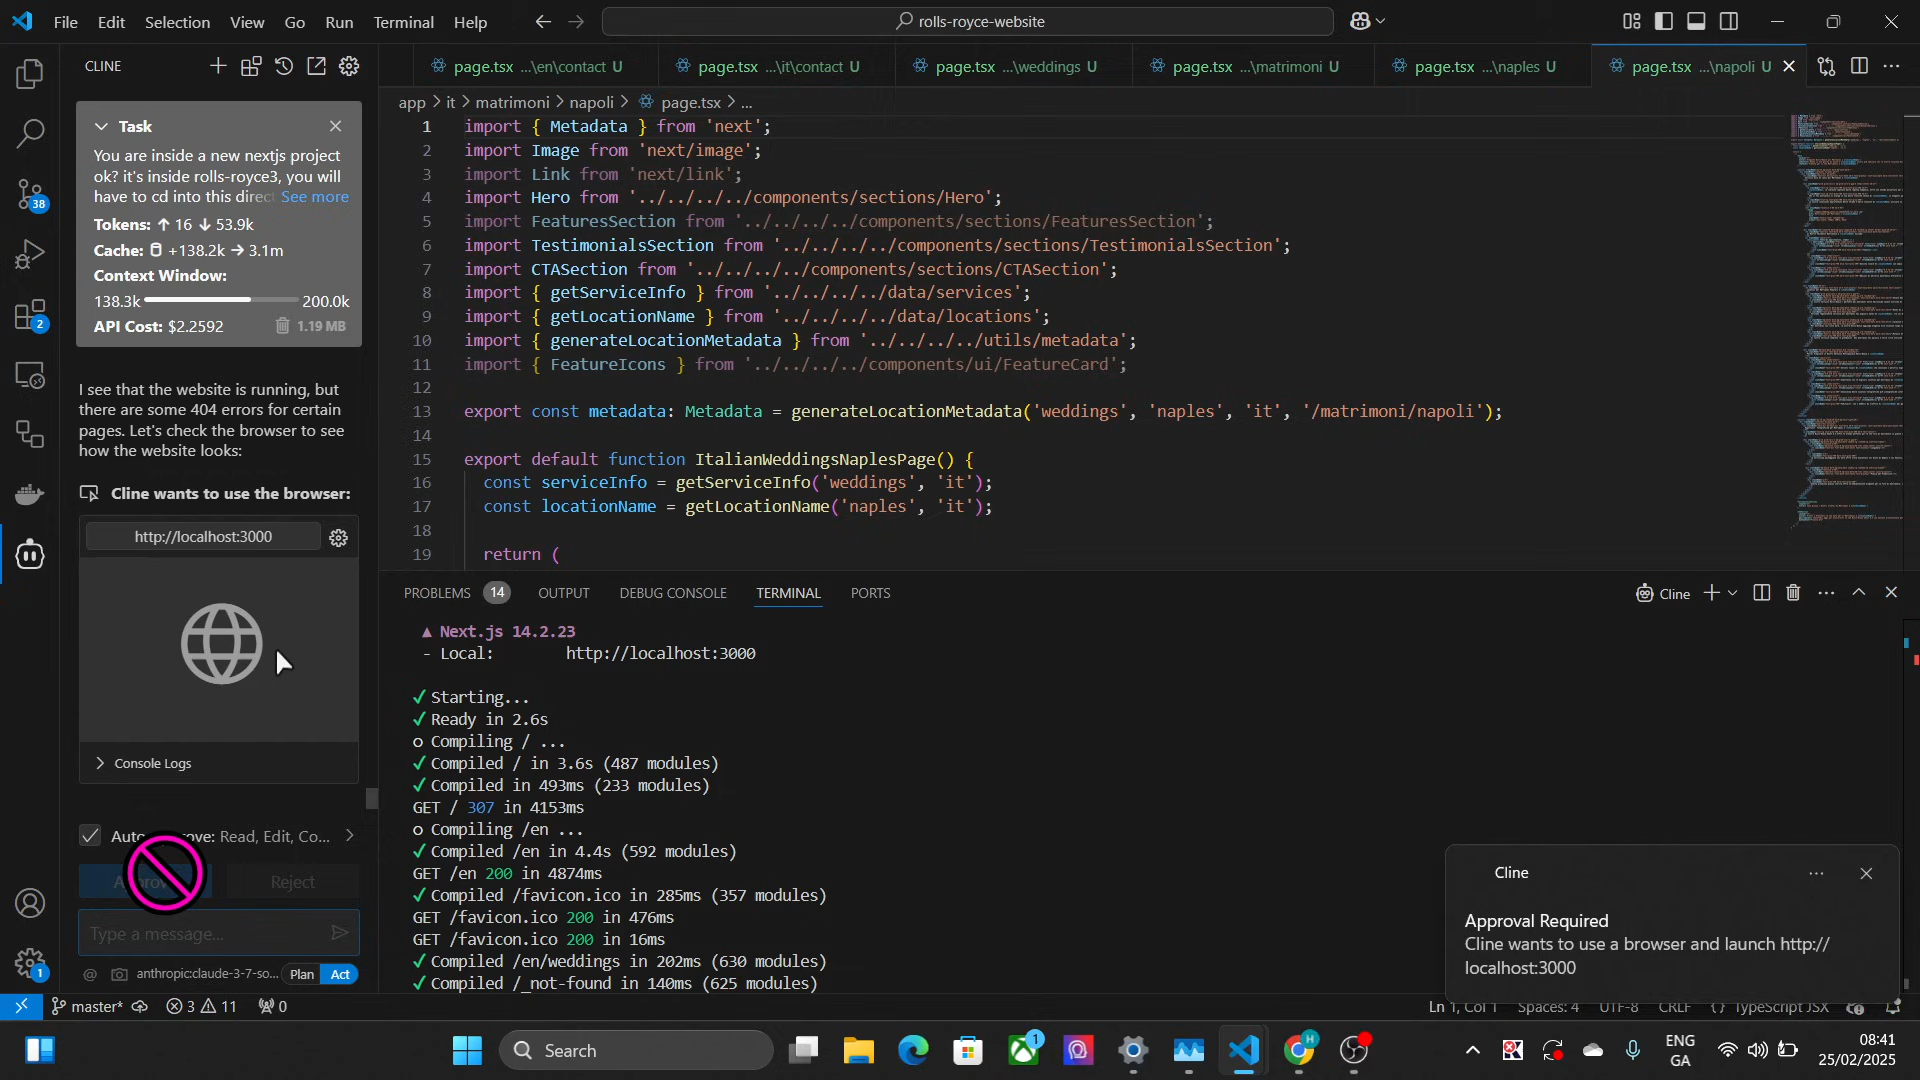 File Edit Selection View Go Run Terminal Help
rolls-royce-website
CLINE
page.tsx ...\en\contact U
page.tsx ...\it\contact U
page.tsx ...\weddings U
page.tsx ...\matrimoni U
page.tsx ...\naples U
page.tsx ...\napoli U
app > it > matrimoni > napoli > page.tsx > ...
Task
You are inside a new nextjs project
ok? it's inside rolls-royce3, you will
have to cd into this direct See more
Tokens: ↑ 16 ↓ 53.9k
Cache: +138.2k → 3.1m
Context Window:
138.3k 200.0k
API Cost: $2.2592 1.19 MB
38
2
I see that the website is running, but
there are some 404 errors for certain
pages. Let's check the browser to see
how the website looks:
Cline wants to use the browser:
http://localhost:3000
Console Logs
Read, Edit, Co...
Reject
Type a message...
@ anthropic:claude-3-7-so... Plan Act
1
1 import { Metadata } from 'next';
2 import Image from 'next/image';
3 import Link from 'next/link';
4 import Hero from '../../../../components/sections/Hero';
5 import FeaturesSection from '../../../../components/sections/FeaturesSection';
6 import TestimonialsSection from '../../../../components/sections/TestimonialsSection';
7 import CTASection from '../../../../components/sections/CTASection';
8 import { getServiceInfo } from '../../../../data/services';
9 import { getLocationName } from '../../../../data/locations';
10 import { generateLocationMetadata } from '../../../../utils/metadata';
11 import { FeatureIcons } from '../../../../components/ui/FeatureCard';
12
13 export const metadata: Metadata = generateLocationMetadata('weddings', 'naples', 'it', '/matrimoni/napoli');
14
15 export default function ItalianWeddingsNaplesPage() {
16 const serviceInfo = getServiceInfo('weddings', 'it');
17 const locationName = getLocationName('naples', 'it');
18
19 return (
PROBLEMS 14 OUTPUT DEBUG CONSOLE TERMINAL PORTS
Cline
▲ Next.js 14.2.23
- Local: http://localhost:3000
✓ Starting...
✓ Ready in 2.6s
○ Compiling / ...
✓ Compiled / in 3.6s (487 modules)
✓ Compiled in 493ms (233 modules)
GET / 307 in 4153ms
○ Compiling /en ...
✓ Compiled /en in 4.4s (592 modules)
GET /en 200 in 4874ms
✓ Compiled /favicon.ico in 285ms (357 modules)
GET /favicon.ico 200 in 476ms
GET /favicon.ico 200 in 16ms
✓ Compiled /en/weddings in 202ms (630 modules)
✓ Compiled /_not-found in 140ms (625 modules)
Cline
Approval Required
Cline wants to use a browser and launch http://
localhost:3000
master* 3 11 0
Ln 1, Col 1 Spaces: 4 UTF-8 CRLF {} TypeScript JSX
Search
1
H
ENG
GA
08:41
25/02/2025